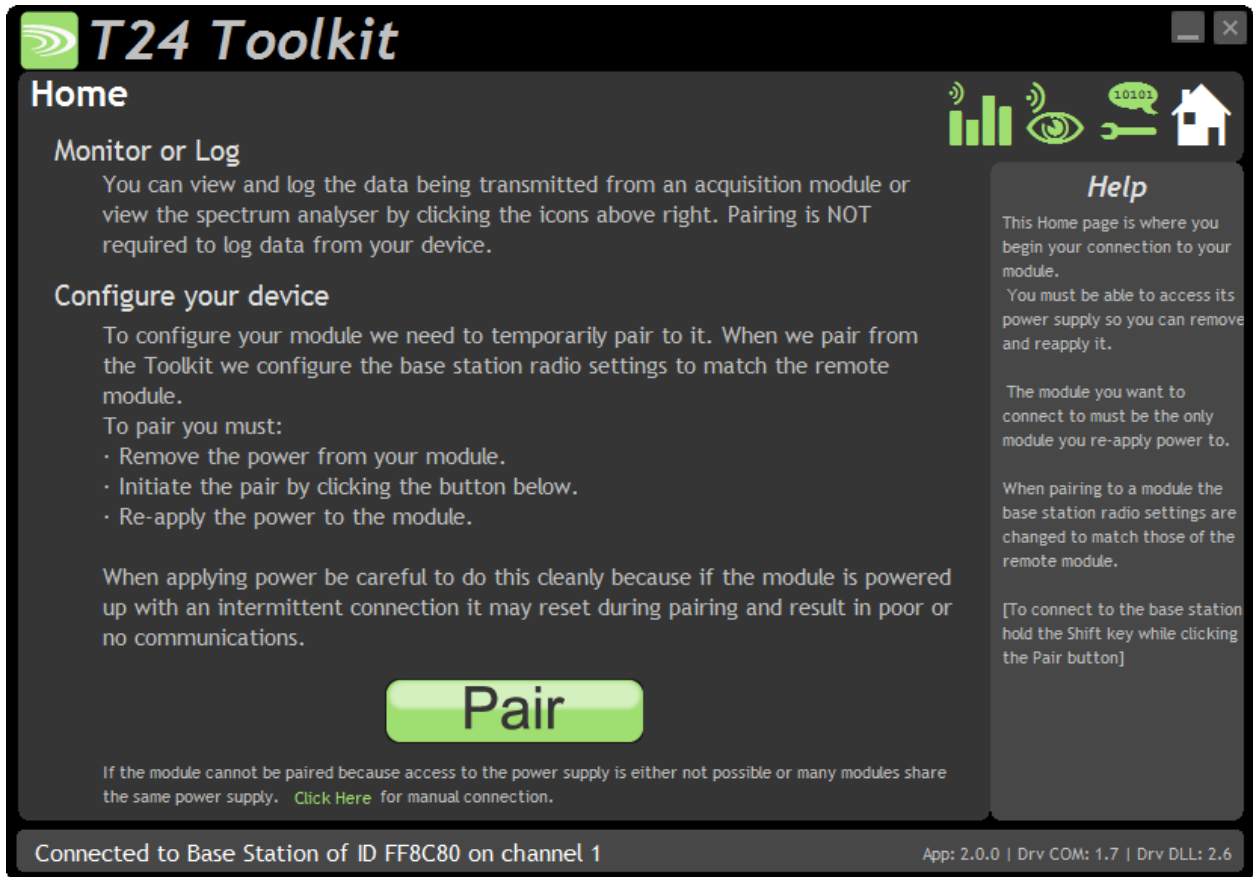 T24 Toolkit
Home
10101
Monitor or Log
You can view and log the data being transmitted from an acquisition module or
view the spectrum analyser by clicking the icons above right. Pairing is NOT
required to log data from your device.
Configure your device
To configure your module we need to temporarily pair to it. When we pair from
the Toolkit we configure the base station radio settings to match the remote
module.
To pair you must:
· Remove the power from your module.
· Initiate the pair by clicking the button below.
· Re-apply the power to the module.
When applying power be careful to do this cleanly because if the module is powered
up with an intermittent connection it may reset during pairing and result in poor or
no communications.
Pair
If the module cannot be paired because access to the power supply is either not possible or many modules share
the same power supply. Click Here for manual connection.
Help
This Home page is where you
begin your connection to your
module.
You must be able to access its
power supply so you can remove
and reapply it.
The module you want to
connect to must be the only
module you re-apply power to.
When pairing to a module the
base station radio settings are
changed to match those of the
remote module.
[To connect to the base station
hold the Shift key while clicking
the Pair button]
Connected to Base Station of ID FF8C80 on channel 1
App: 2.0.0 | Drv COM: 1.7 | Drv DLL: 2.6